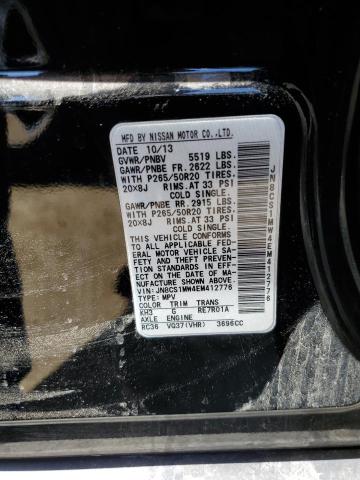 MFD BY NISSAN MOTOR CO.,LTD.
DATE 10/13
GVWR/PNBV 5519 LBS.
GAWR/PNBE FR. 2622 LBS.
WITH P265/50R20 TIRES.
20X8J RIMS.AT 33 PSI
COLD SINGLE.
GAWR/PNBE RR. 2915 LBS.
WITH P265/50R20 TIRES.
20X8J RIMS.AT 33 PSI
COLD SINGLE.
THIS VEHICLE CONFORMS
TO ALL APPLICABLE FED-
ERAL MOTOR VEHICLE SA-
FETY AND THEFT PREVEN-
TION STANDARDS IN EFF-
ECT ON THE DATE OF MA-
NUFACTURE SHOWN ABOVE.
VIN: JN8CS1MW4EM412776
TYPE: MPV
COLOR TRIM TRANS
KH3 G RE7R01A
AXLE ENGINE
RC36 VQ37(VHR) 3696CC
JN8CS1MW4EM412776